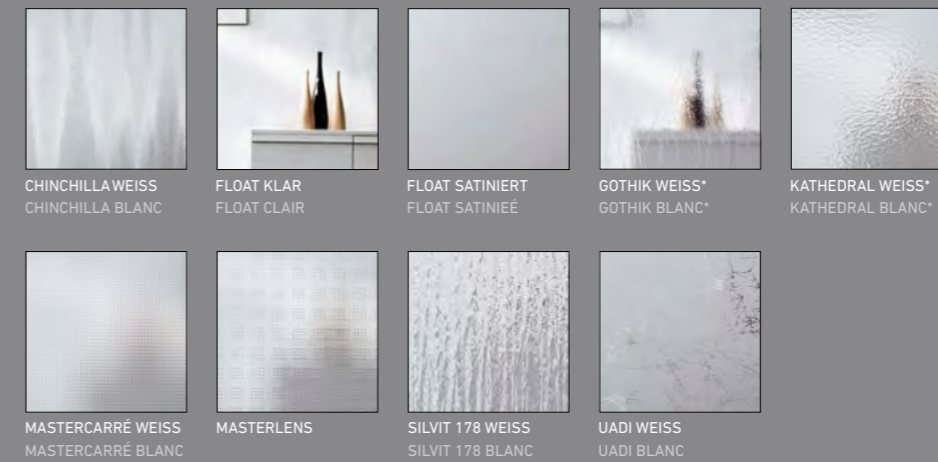 CHINCHILLA WEISS
CHINCHILLA BLANC
FLOAT KLAR
FLOAT CLAIR
FLOAT SATINIERT
FLOAT SATINIEÉ
GOTHIK WEISS*
GOTHIK BLANC*
KATHEDRAL WEISS*
KATHEDRAL BLANC*
MASTERCARRÉ WEISS
MASTERCARRÉ BLANC
MASTERLENS
SILVIT 178 WEISS
SILVIT 178 BLANC
UADI WEISS
UADI BLANC